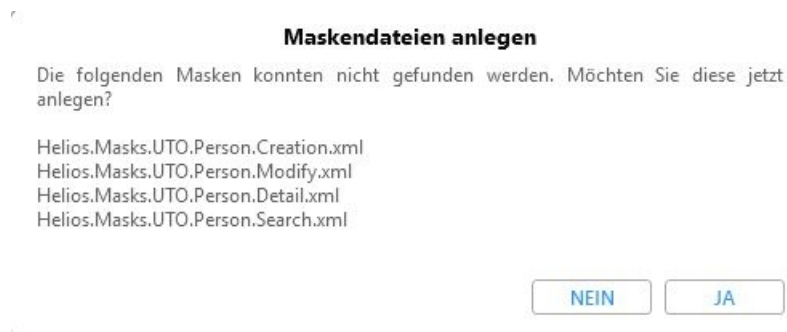 Maskendateien anlegen
Die folgenden Masken konnten nicht gefunden werden. Möchten Sie diese jetzt
anlegen?
Helios.Masks.UTO.Person.Creation.xml
Helios.Masks.UTO.Person.Modify.xml
Helios.Masks.UTO.Person.Detail.xml
Helios.Masks.UTO.Person.Search.xml
NEIN JA